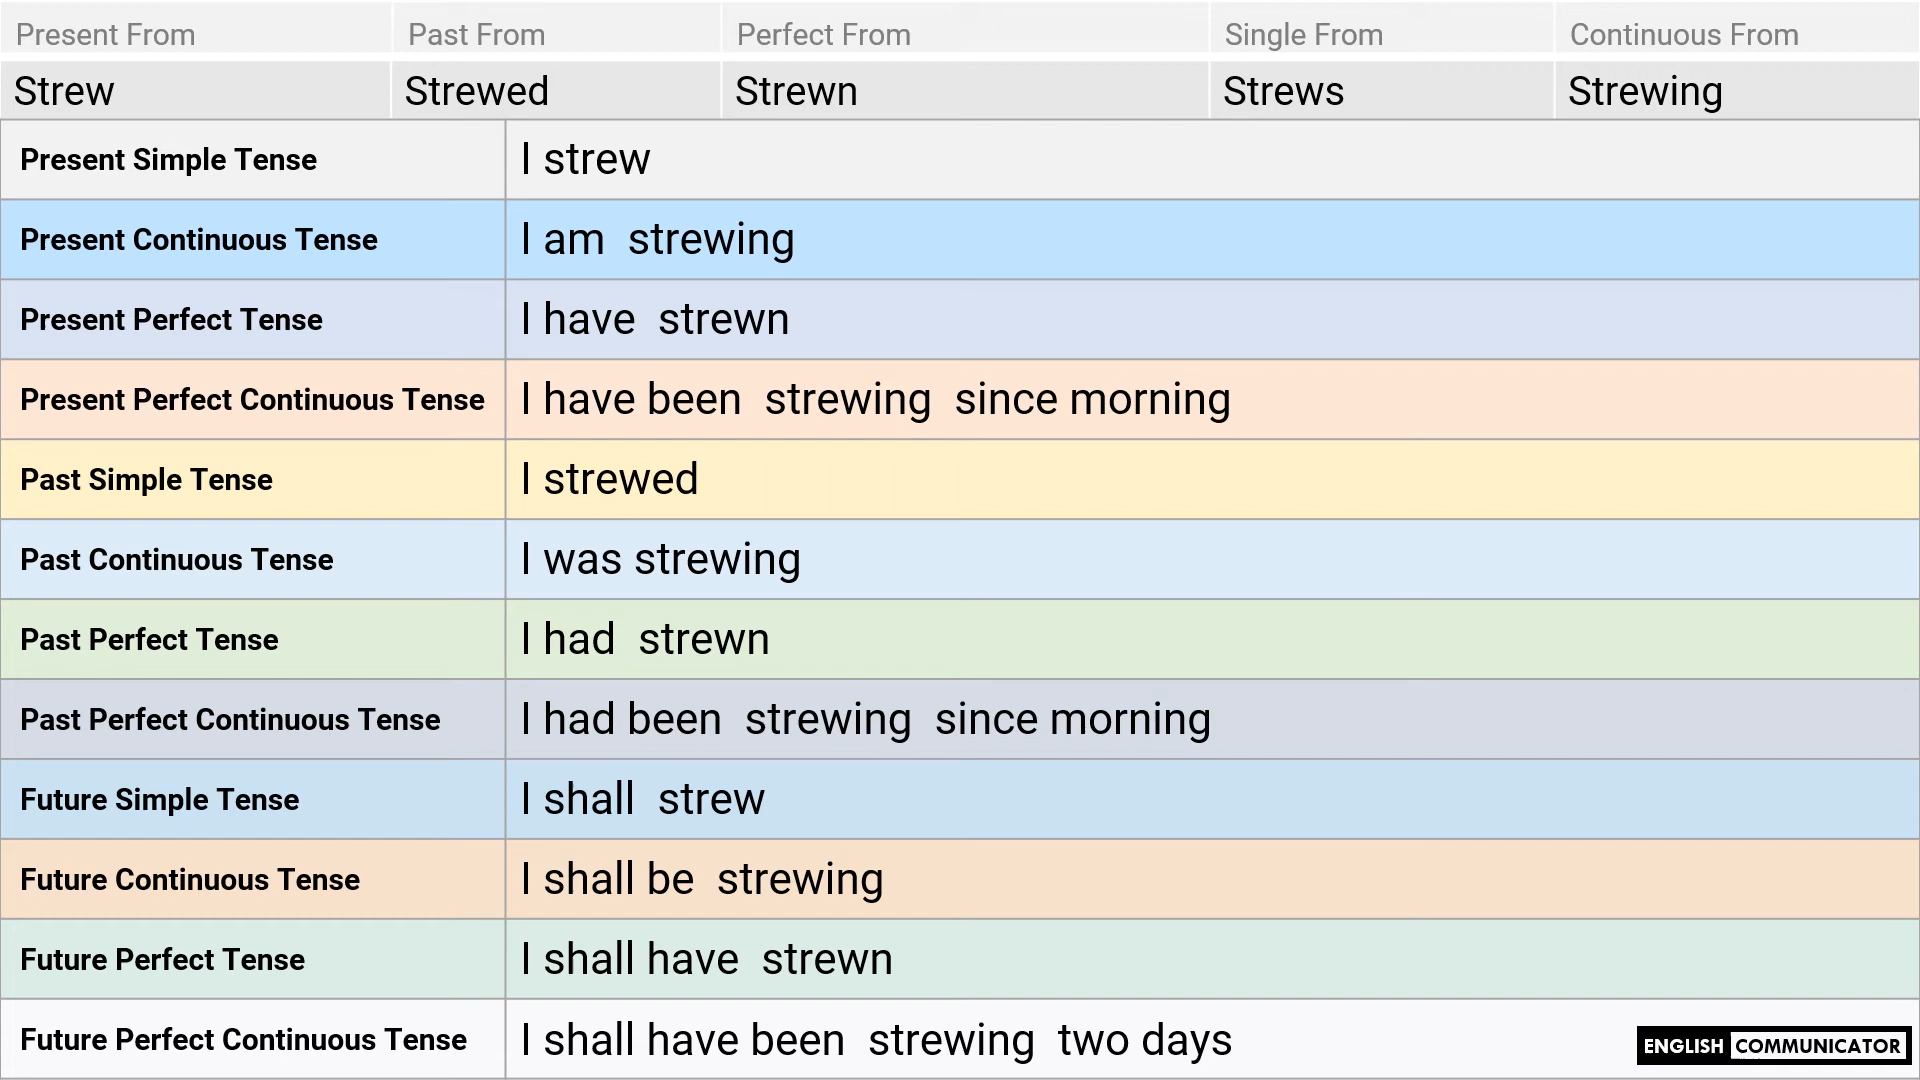 Present From Past From Perfect From Single From Continuous From
Strew Strewed Strewn Strews Strewing
Present Simple Tense I strew
Present Continuous Tense I am strewing
Present Perfect Tense I have strewn
Present Perfect Continuous Tense I have been strewing since morning
Past Simple Tense I strewed
Past Continuous Tense I was strewing
Past Perfect Tense I had strewn
Past Perfect Continuous Tense I had been strewing since morning
Future Simple Tense I shall strew
Future Continuous Tense I shall be strewing
Future Perfect Tense I shall have strewn
Future Perfect Continuous Tense I shall have been strewing two days
ENGLISH COMMUNICATOR